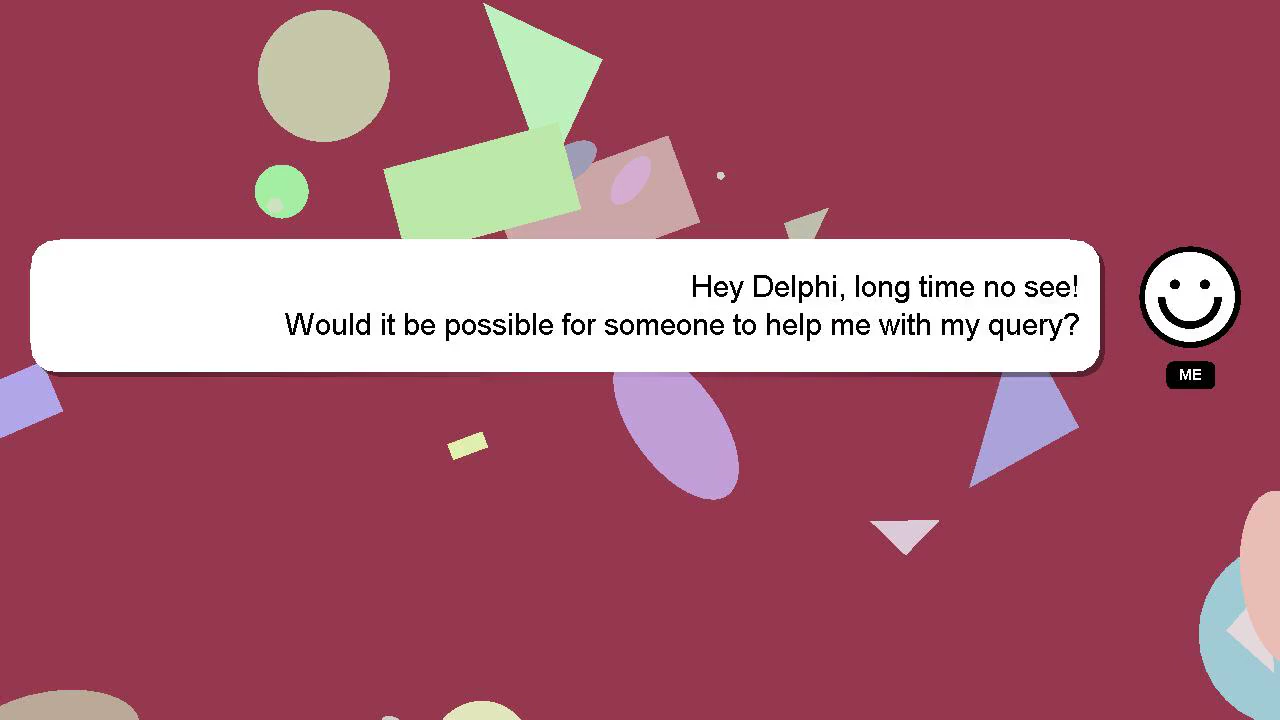 Hey Delphi, long time no see!
Would it be possible for someone to help me with my query?
ME